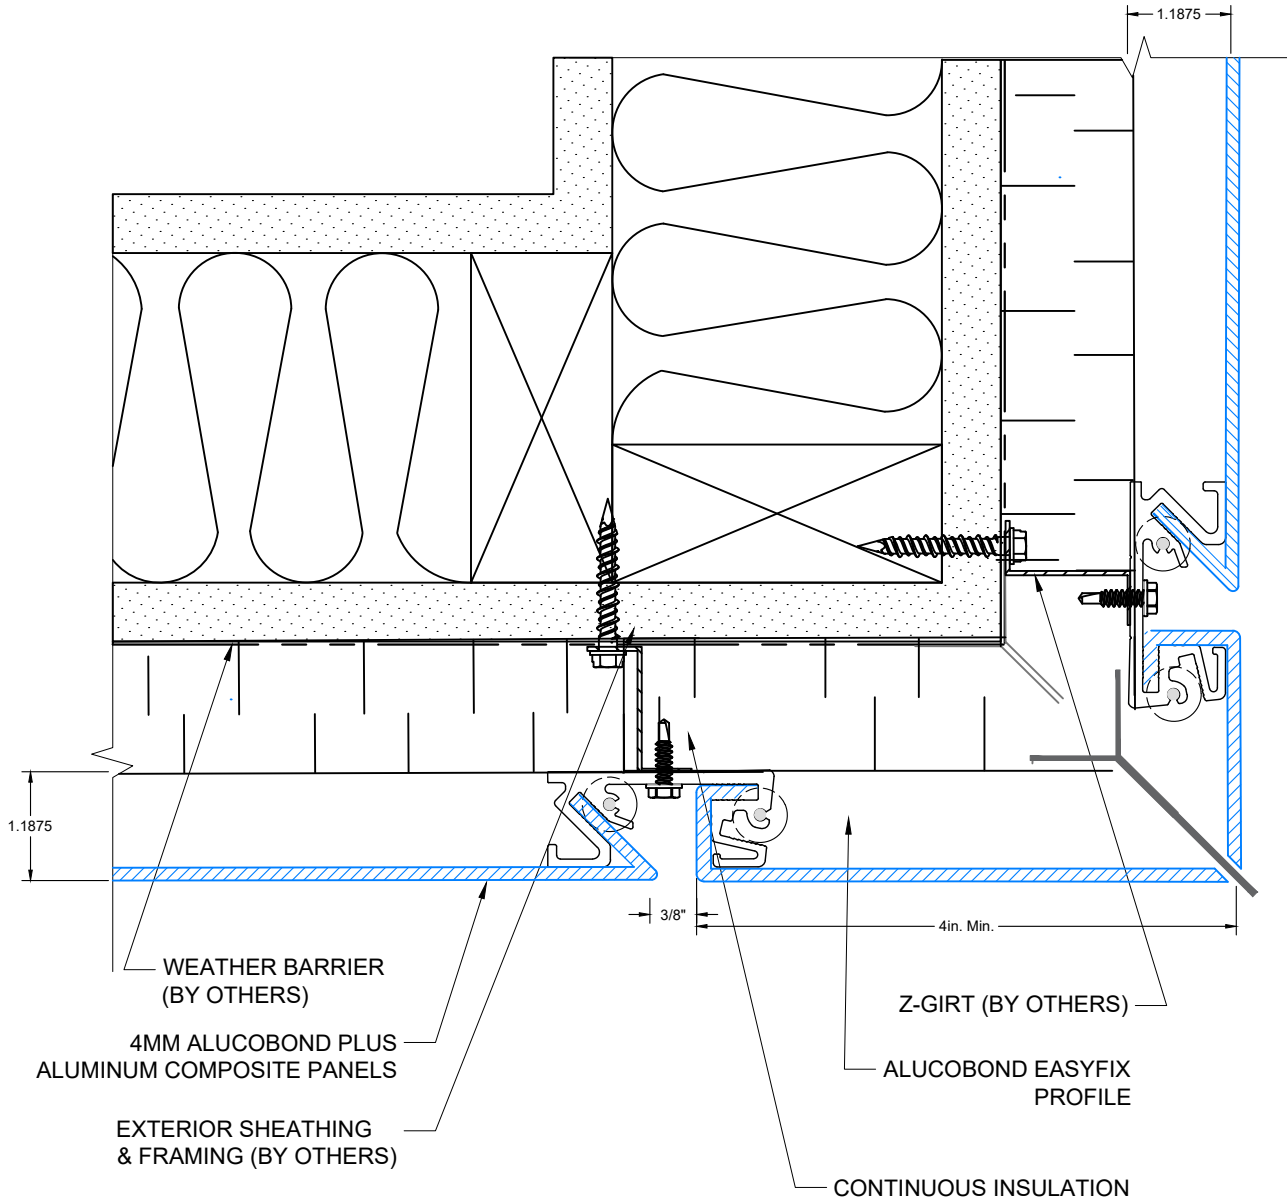 1.1875
1.1875
3/8"
4in. Min.
WEATHER BARRIER
(BY OTHERS)
4MM ALUCOBOND PLUS
ALUMINUM COMPOSITE PANELS
EXTERIOR SHEATHING
& FRAMING (BY OTHERS)
Z-GIRT (BY OTHERS)
ALUCOBOND EASYFIX
PROFILE
CONTINUOUS INSULATION